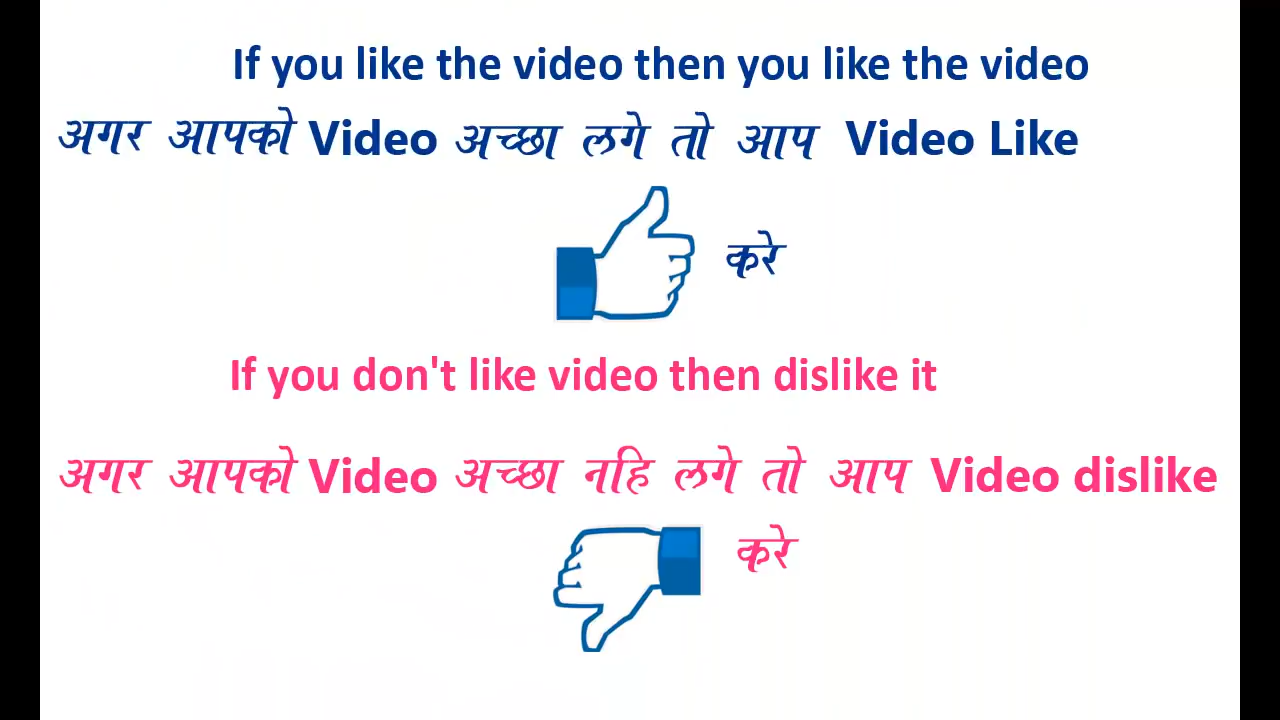 If you like the video then you like the video
अगर आपको Video अच्छा लगे तो आप Video Like
करे
If you don't like video then dislike it
अगर आपको Video अच्छा नहि लगे तो आप Video dislike
करे